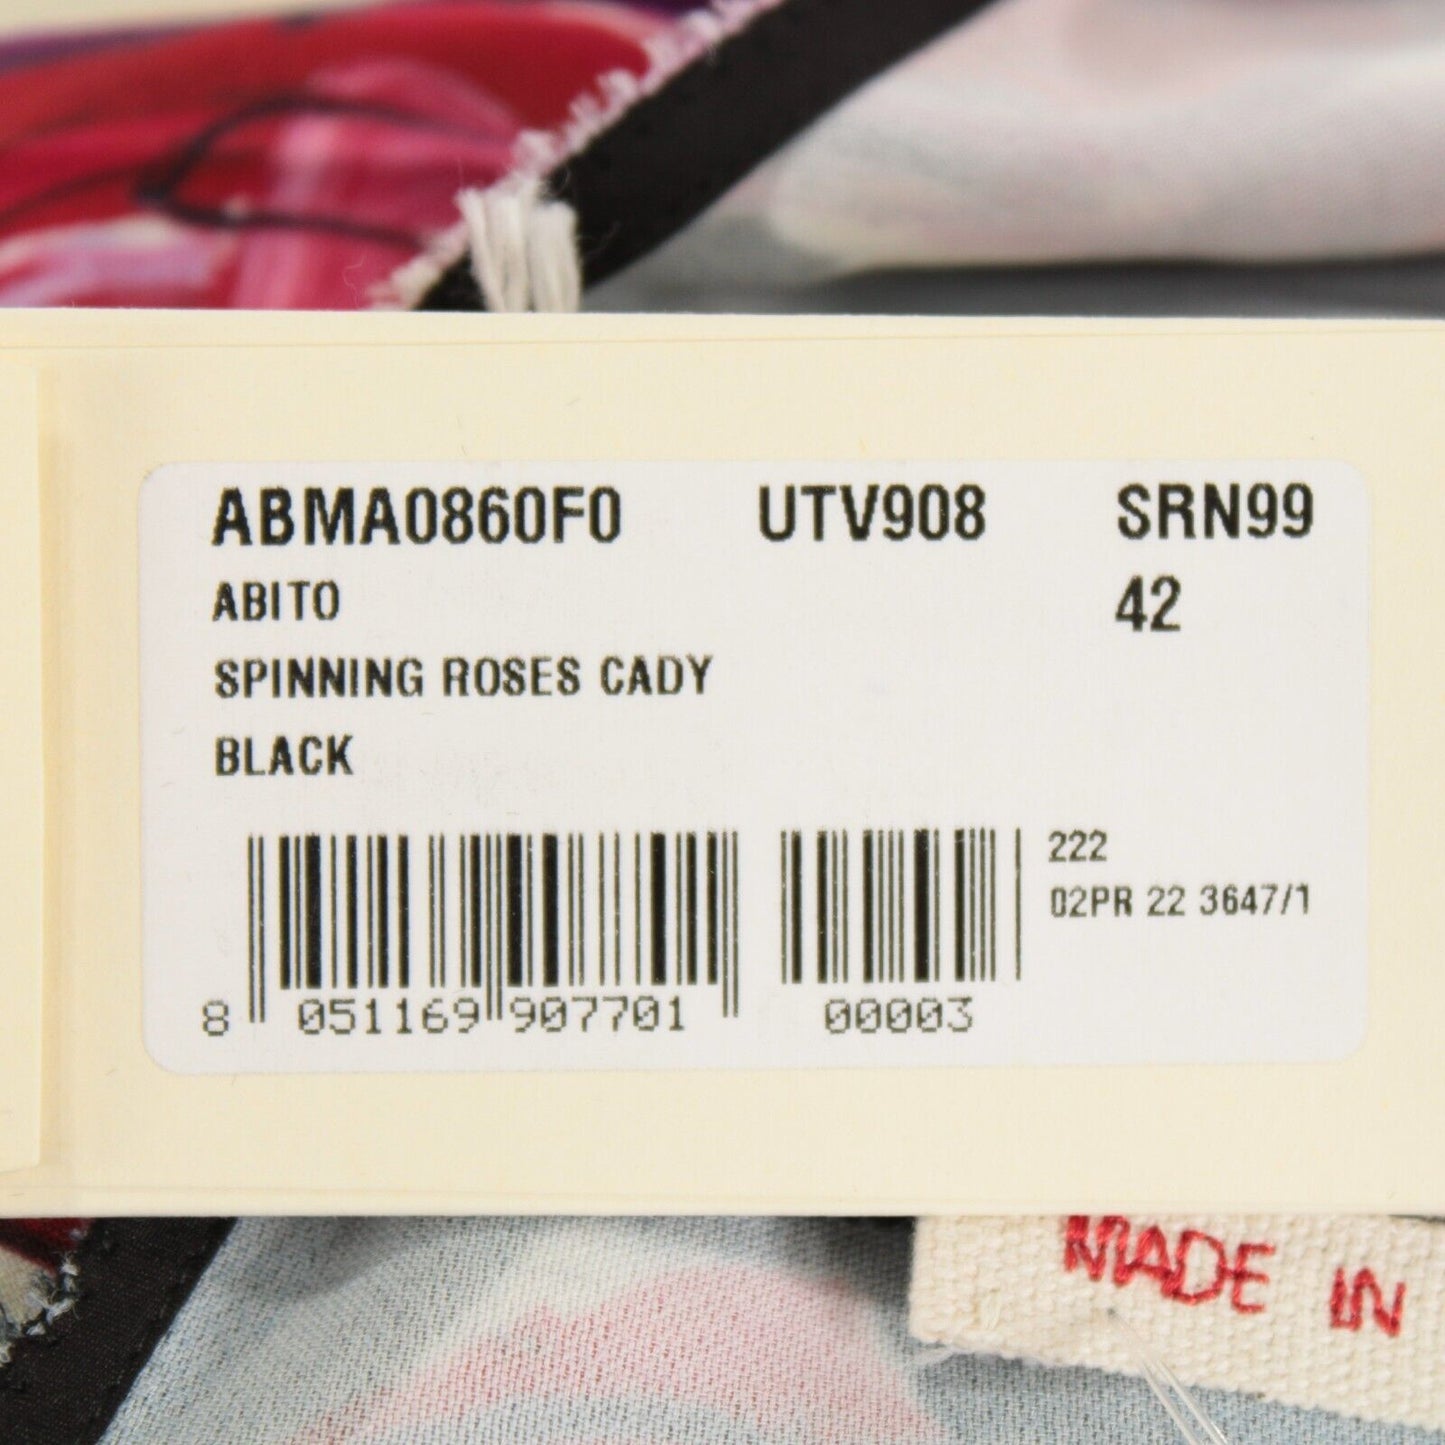 ABMA0860F0 UTV908 SRN99
ABITO 42
SPINNING ROSES CADY
BLACK
222
02PR 22 3647/1
8 051169 907701 00003
MADE IN